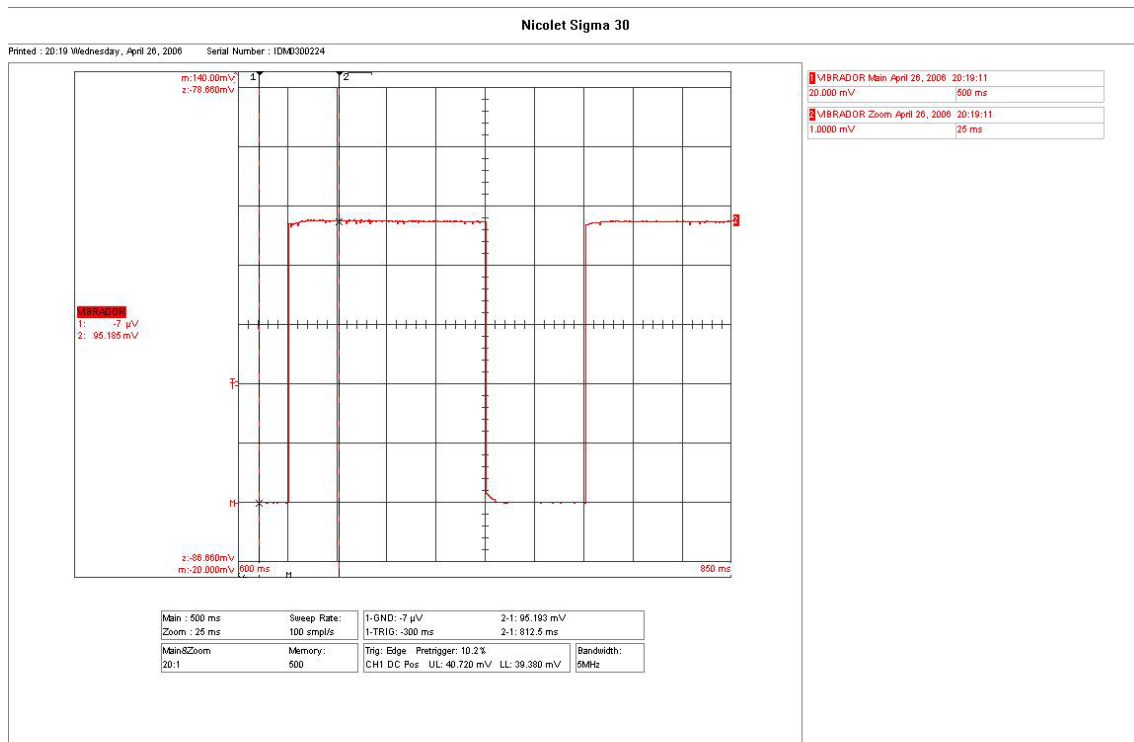 Nicolet Sigma 30
Printed : 20:19 Wednesday, April 26, 2006 Serial Number : IDM0300224
m:140.00mV
z:-78.660mV
1
2
1 VIBRADOR Main April 26, 2006 20:19:11
20.000 mV 500 ms
2 VIBRADOR Zoom April 26, 2006 20:19:11
1.0000 mV 25 ms
2
VIBRADOR
1: -7 µV
2: 95.185mV
T
M
z:-86.660mV
m:-20.000mV
600 ms
850 ms
M
Main : 500 ms Sweep Rate:
Zoom : 25 ms 100 smpl/s
1-GND: -7 µV 2-1: 95.193 mV
1-TRIG: -300 ms 2-1: 812.5 ms
Main&Zoom Memory:
20:1 500
Trig: Edge Pretrigger: 10.2%
CH1 DC Pos UL: 40.720 mV LL: 39.380 mV
Bandwidth:
5MHz